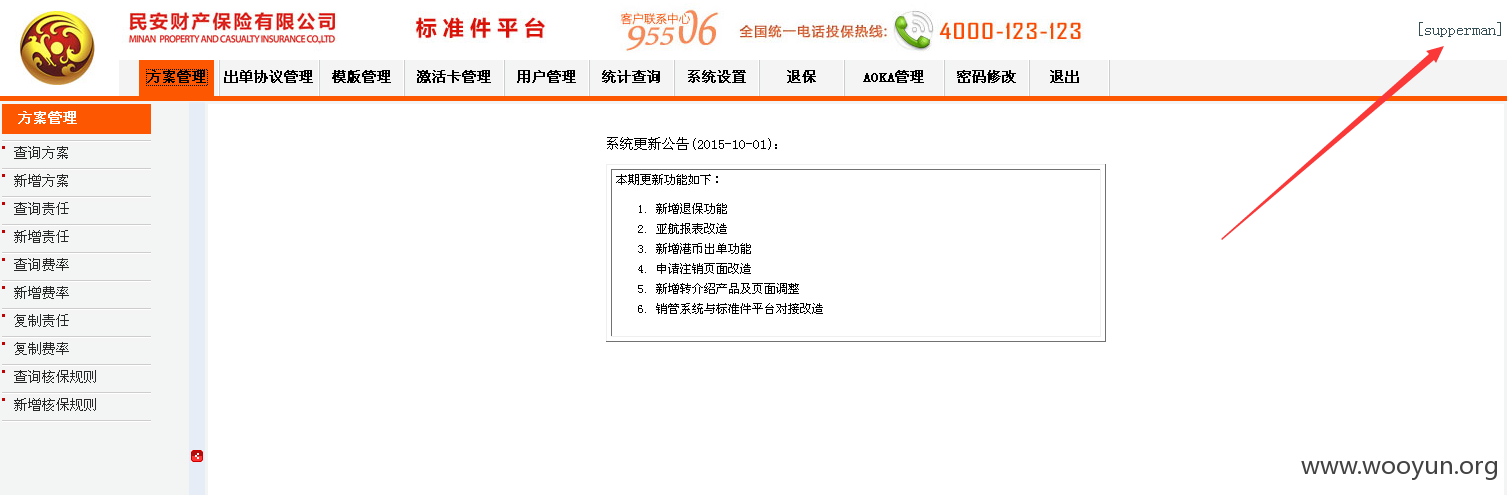 民安财产保险有限公司
MINAN PROPERTY AND CASUALTY INSURANCE CO.,LTD
标准件平台
客户联系中心
95506
全国统一电话投保热线:
4000-123-123
[supperman]
方案管理 出单协议管理 模版管理 激活卡管理 用户管理 统计查询 系统设置 退保 AOKA管理 密码修改 退出
方案管理
查询方案
新增方案
查询责任
新增责任
查询费率
新增费率
复制责任
复制费率
查询核保规则
新增核保规则
系统更新公告(2015-10-01):
本期更新功能如下：
1. 新增退保功能
2. 亚航报表改造
3. 新增港币出单功能
4. 申请注销页面改造
5. 新增转介绍产品及页面调整
6. 销管系统与标准件平台对接改造
www.wooyun.org